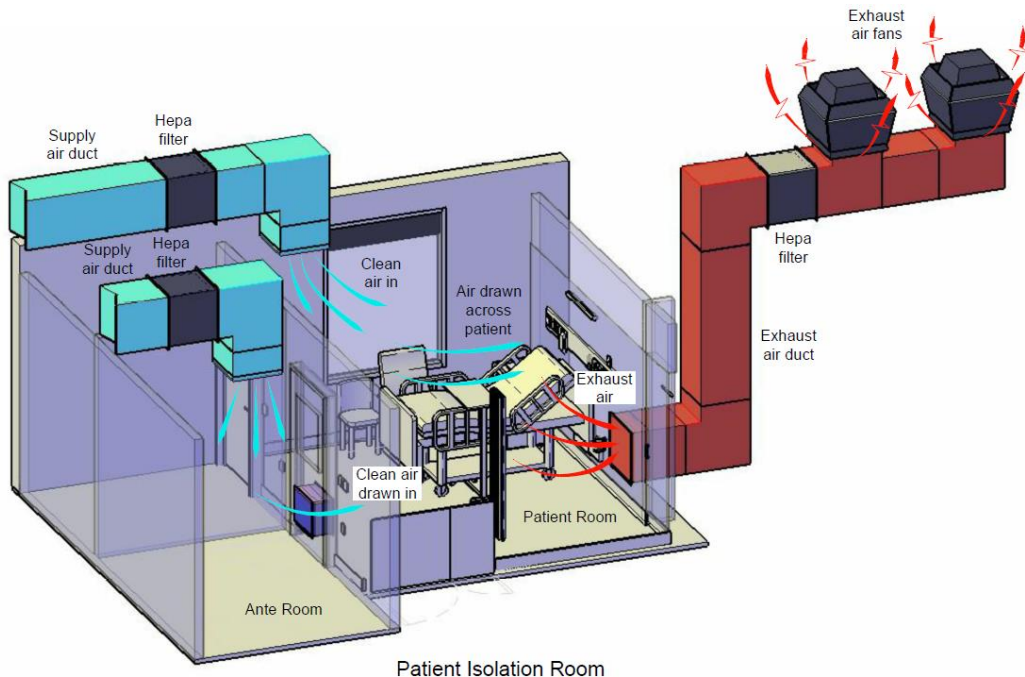 Exhaust
air fans
Hepa
filter
Supply
air duct
Hepa
filter
Supply
air duct
Clean
air in
Air drawn
across
patient
Hepa
filter
Exhaust
air duct
Exhaust
air
Clean air
drawn in
Patient Room
Ante Room
Patient Isolation Room